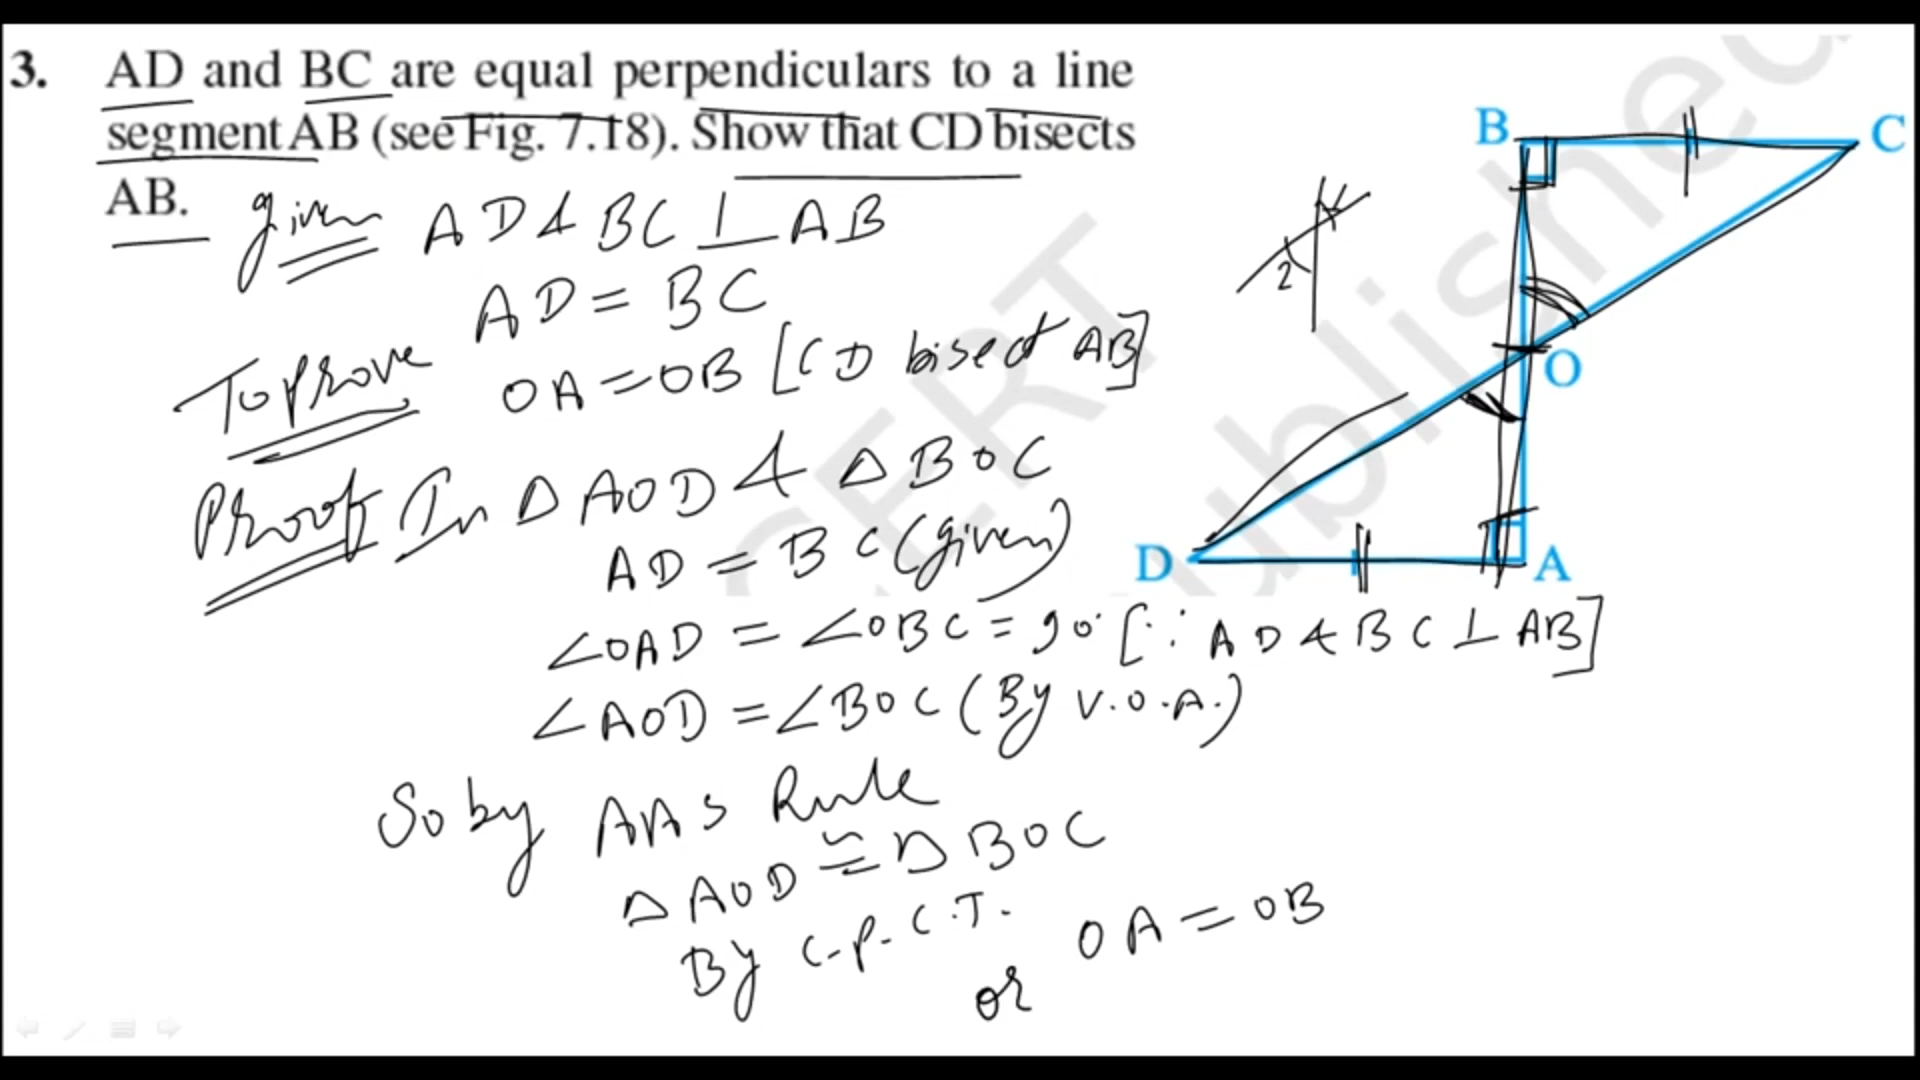 3. AD and BC are equal perpendiculars to a line
segment AB (see Fig. 7.18). Show that CD bisects
AB.
given AD & BC ⊥ AB
AD = BC
To prove OA = OB [CD bisect AB]
Proof In △ AOD & △ BOC
AD = BC (given)
∠OAD = ∠OBC = 90° [∵ AD & BC ⊥ AB]
∠AOD = ∠BOC (By V.O.A.)
So by AAS Rule
△ AOD ≅ △ BOC
By C.P.C.T.
OA = OB
or
B
C
O
D
A
2
CERT
published